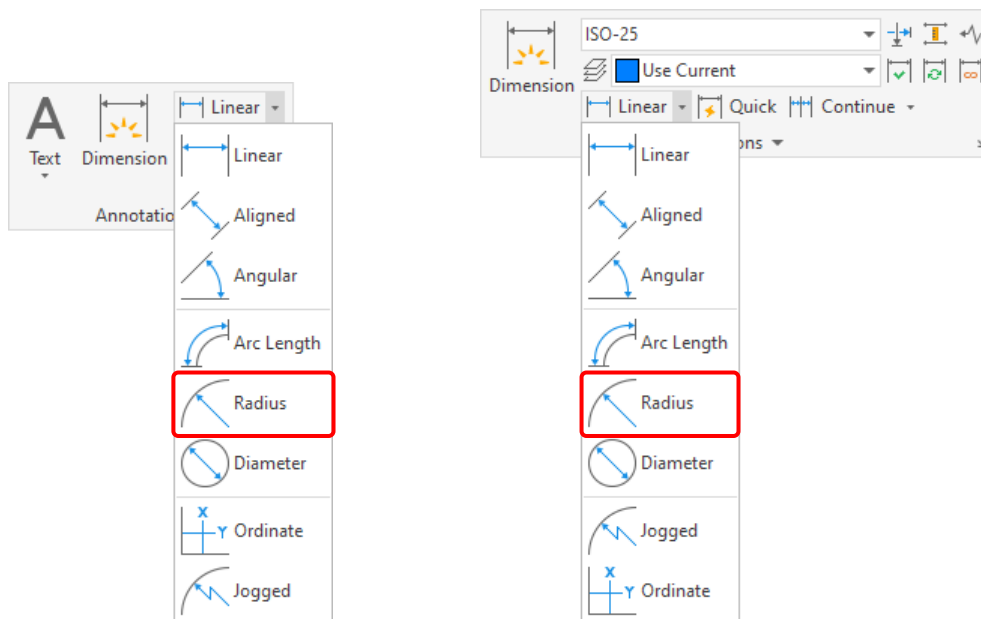 Text
Dimension
Linear
Annotatio
Linear
Aligned
Angular
Arc Length
Radius
Diameter
X
Y Ordinate
Jogged
ISO-25
Dimension
Use Current
Linear Quick Continue
ons
Linear
Aligned
Angular
Arc Length
Radius
Diameter
Jogged
X
Y Ordinate